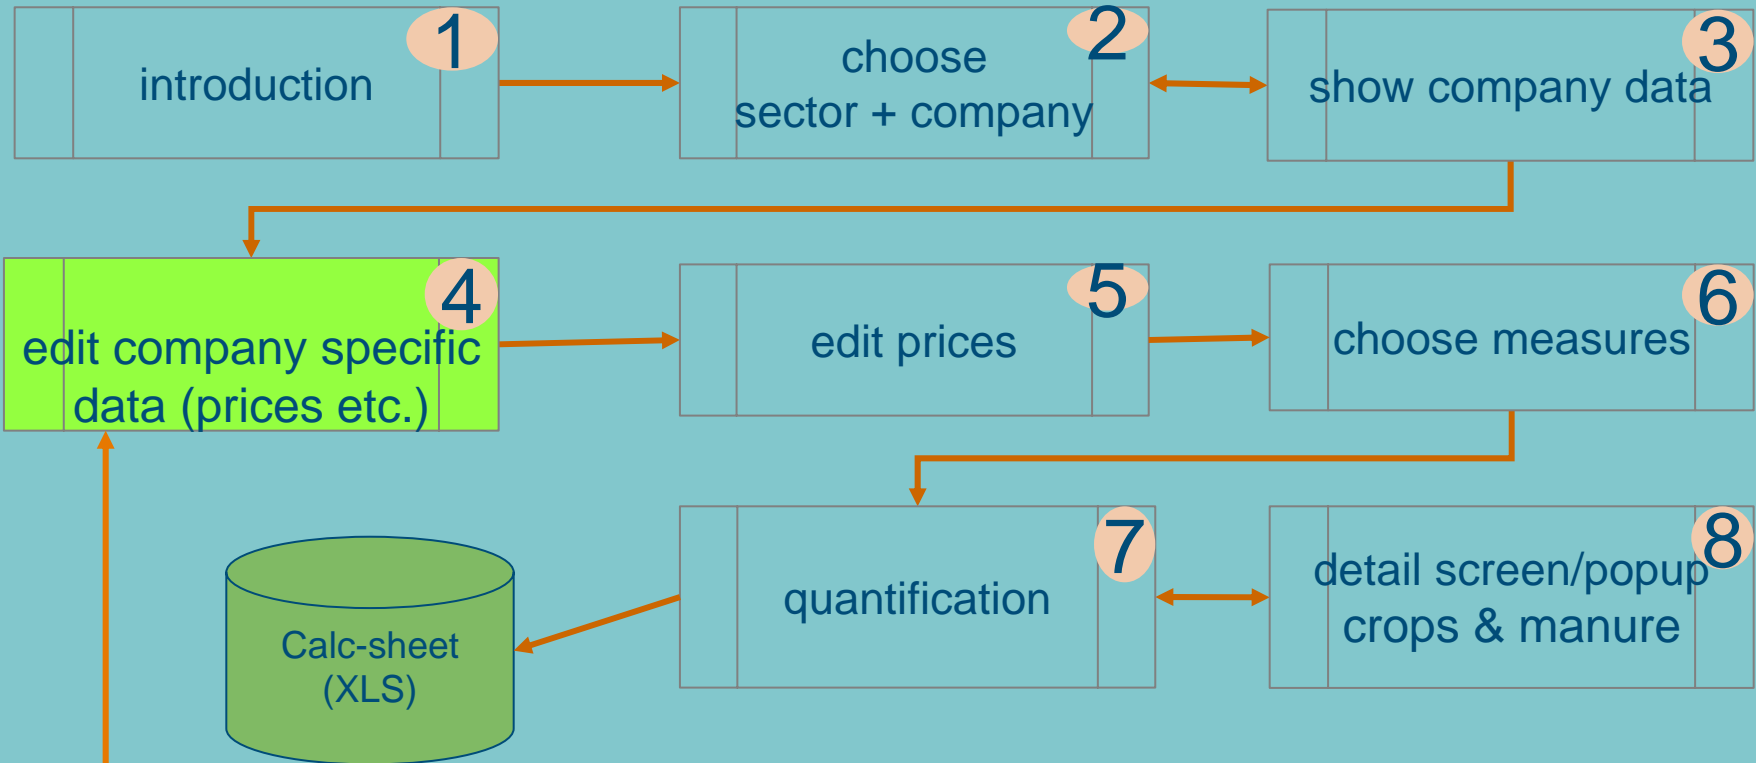 1
introduction
2
choose
sector + company
3
show company data
4
edit company specific
data (prices etc.)
5
edit prices
6
choose measures
7
quantification
8
detail screen/popup
crops & manure
Calc-sheet
(XLS)